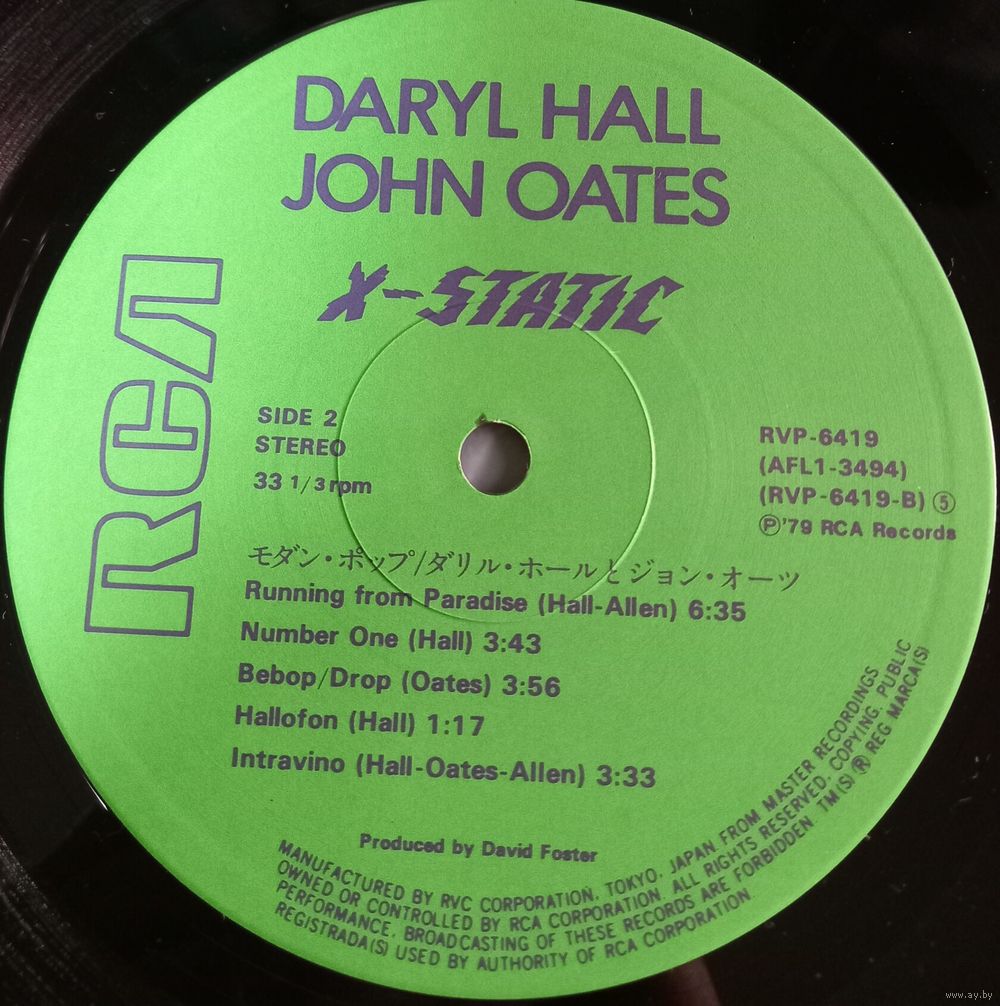 DARYL HALL
JOHN OATES
X-STATIC
RCA
SIDE 2
STEREO
33 1/3 rpm
RVP-6419
(AFL1-3494)
(RVP-6419-B) ⑤
Ⓟ'79 RCA Records
モダン・ポップ/ダリル・ホールとジョン・オーツ
Running from Paradise (Hall-Allen) 6:35
Number One (Hall) 3:43
Bebop/Drop (Oates) 3:56
Hallofon (Hall) 1:17
Intravino (Hall-Oates-Allen) 3:33
Produced by David Foster
MANUFACTURED BY RVC CORPORATION, TOKYO, JAPAN FROM MASTER RECORDINGS
OWNED OR CONTROLLED BY RCA CORPORATION. ALL RIGHTS RESERVED. COPYING, PUBLIC
PERFORMANCE, BROADCASTING OF THESE RECORDS ARE FORBIDDEN TM(S) ® REG MARCA(S)
REGISTRADA(S) USED BY AUTHORITY OF RCA CORPORATION
www.ay.by